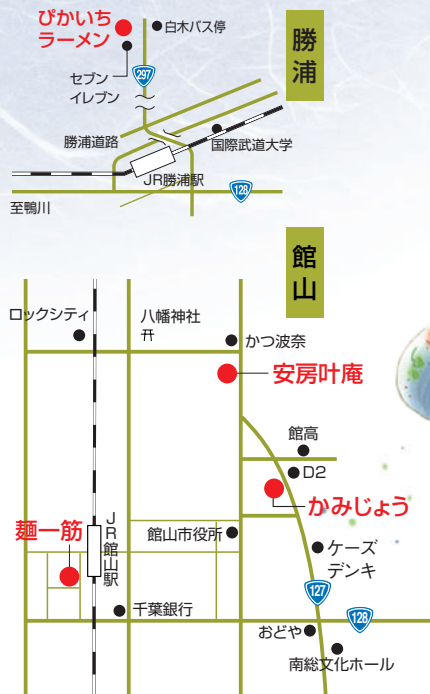 勝浦
ぴかいち
ラーメン
白木バス停
セブン
イレブン
297
勝浦道路
国際武道大学
JR勝浦駅
128
至鴨川
館山
ロックシティ
八幡神社
かつ波奈
安房叶庵
館高
D2
かみじょう
麺一筋
JR館山駅
館山市役所
ケーズ
デンキ
127
千葉銀行
128
おどや
南総文化ホール